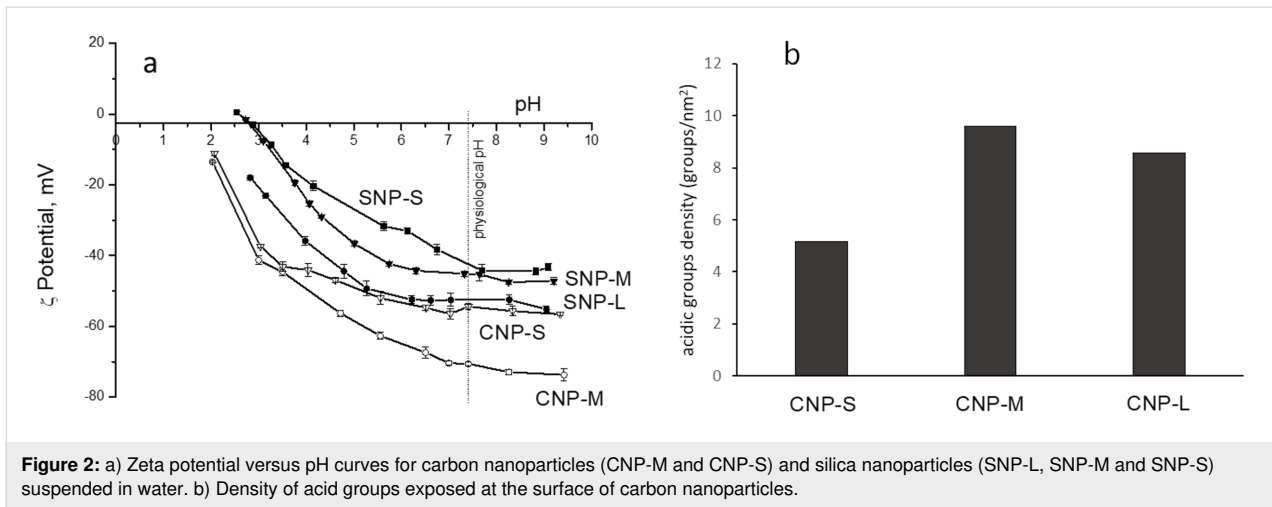 a
20
0
-20
-40
-60
-80
ζ Potential, mV
pH
0 1 2 3 4 5 6 7 8 9 10
physiological pH
SNP-S
SNP-M
SNP-L
CNP-S
CNP-M
b
acidic groups density (groups/nm²)
12
10
8
6
4
2
0
CNP-S CNP-M CNP-L
Figure 2: a) Zeta potential versus pH curves for carbon nanoparticles (CNP-M and CNP-S) and silica nanoparticles (SNP-L, SNP-M and SNP-S)
suspended in water. b) Density of acid groups exposed at the surface of carbon nanoparticles.